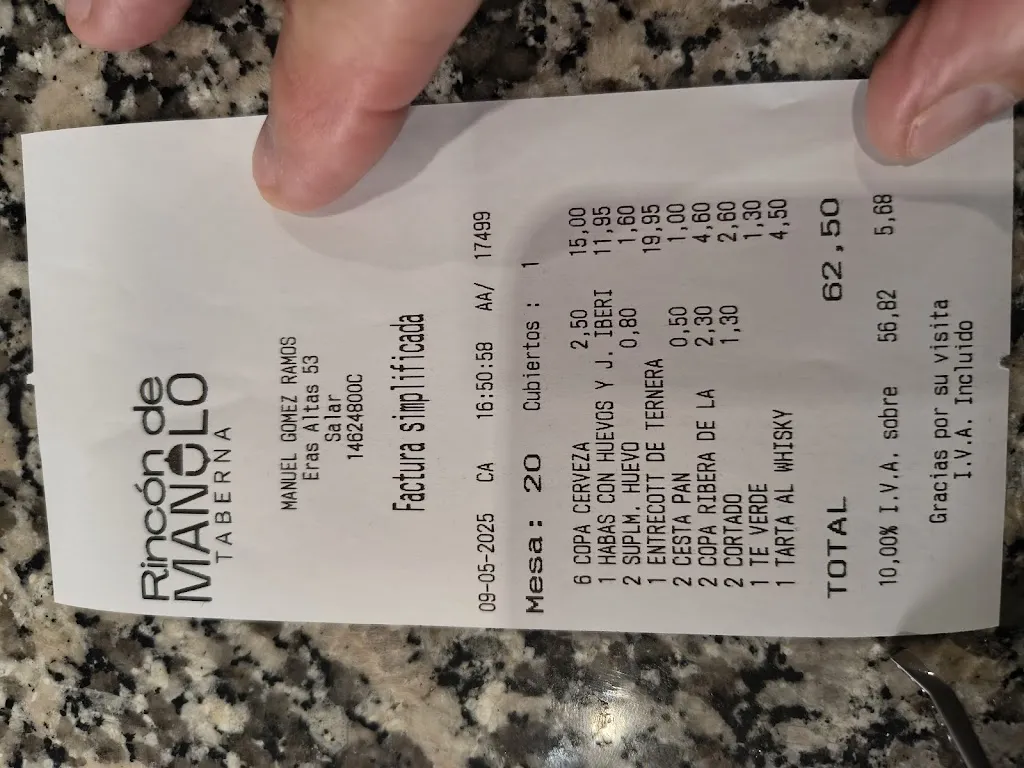 Rincón de
MANOLO
TABERNA
MANUEL GOMEZ RAMOS
Eras Altas 53
Salar
14624800C
Factura simplificada
09-05-2025 CA 16:50:58 AA/ 17499
Mesa: 20 Cubiertos: 1
6 COPA CERVEZA 2,50 15,00
1 HABAS CON HUEVOS Y J. IBERI 11,95
2 SUPLM. HUEVO 0,80 1,60
1 ENTRECOTT DE TERNERA 19,95
2 CESTA PAN 0,50 1,00
2 COPA RIBERA DE LA 2,30 4,60
2 CORTADO 1,30 2,60
1 TE VERDE 1,30
1 TARTA AL WHISKY 4,50
TOTAL 62,50
10,00% I.V.A. sobre 56,82 5,68
Gracias por su visita
I.V.A. Incluido